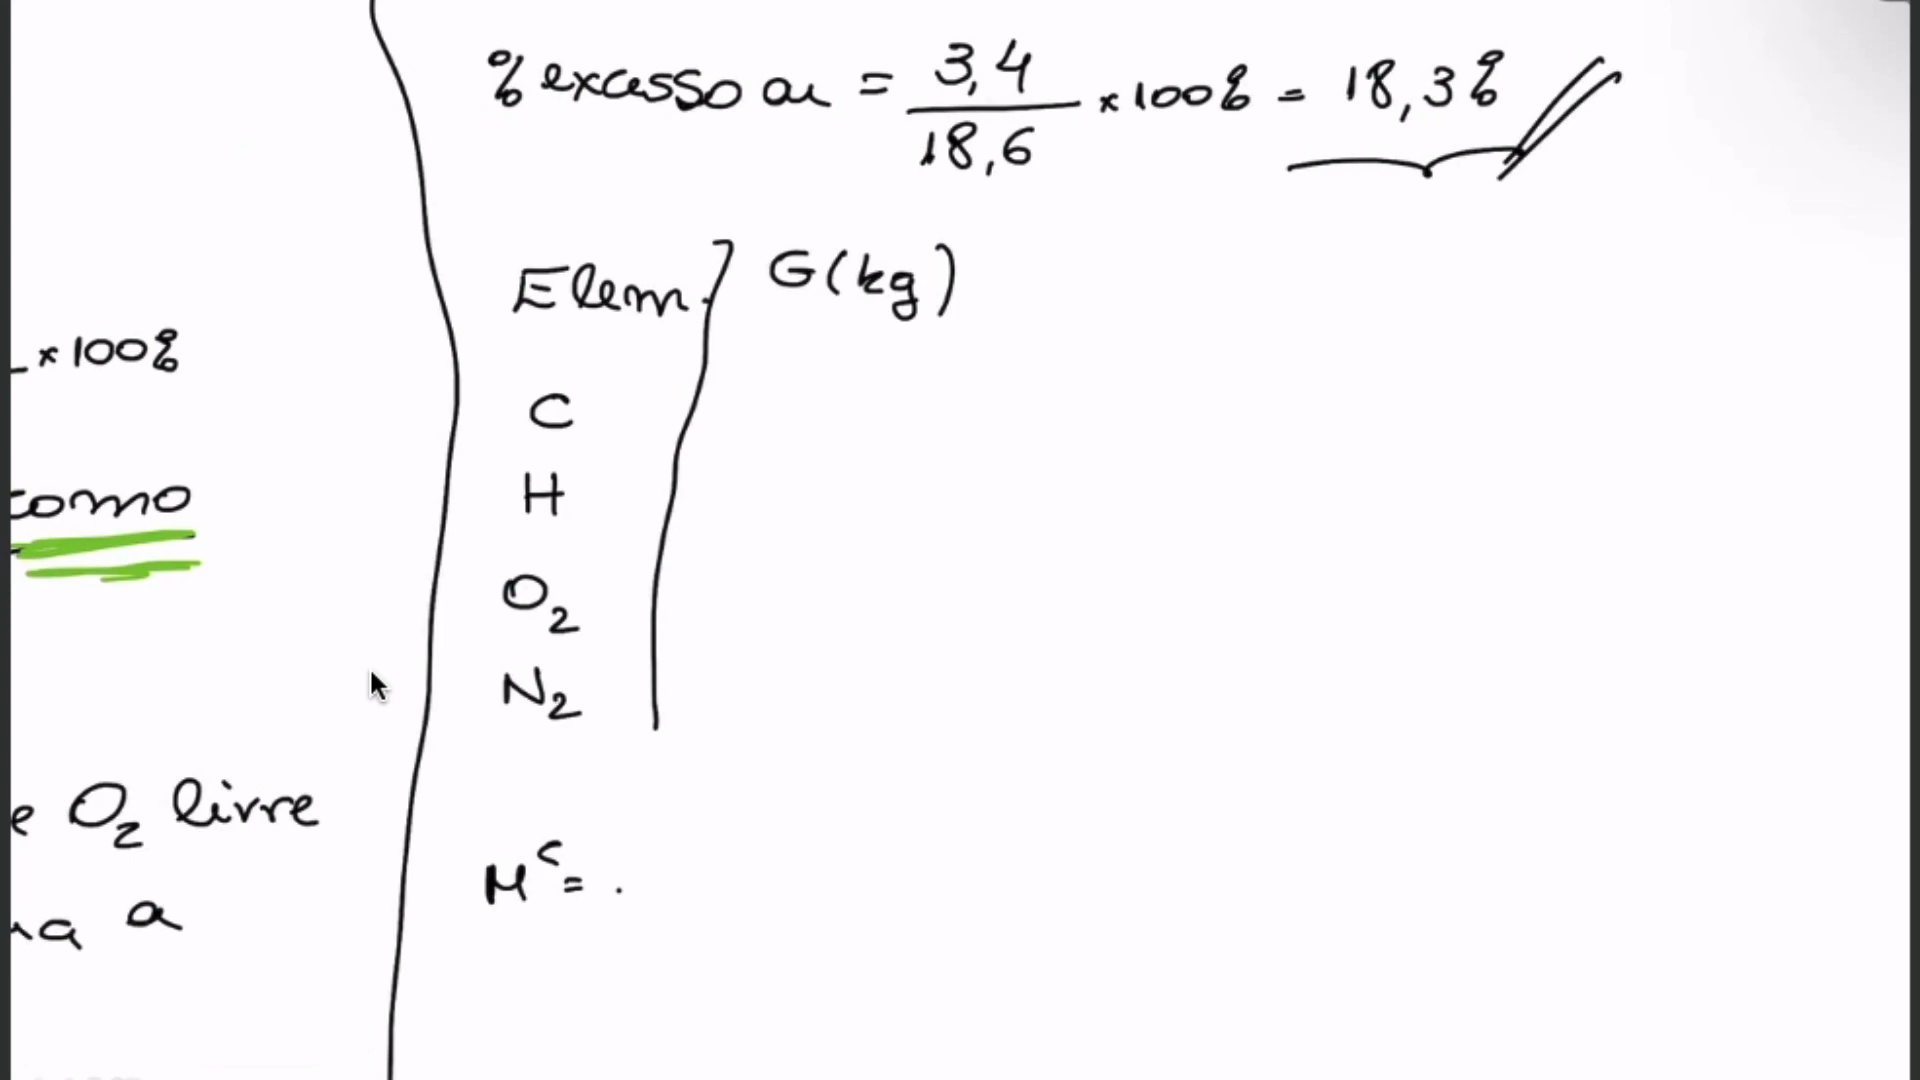 × 100%
como
e O₂ livre
a
% excesso ar = 3,4 / 18,6 × 100% = 18,3%
Elem. G(kg)
C
H
O₂
N₂
M^c = .